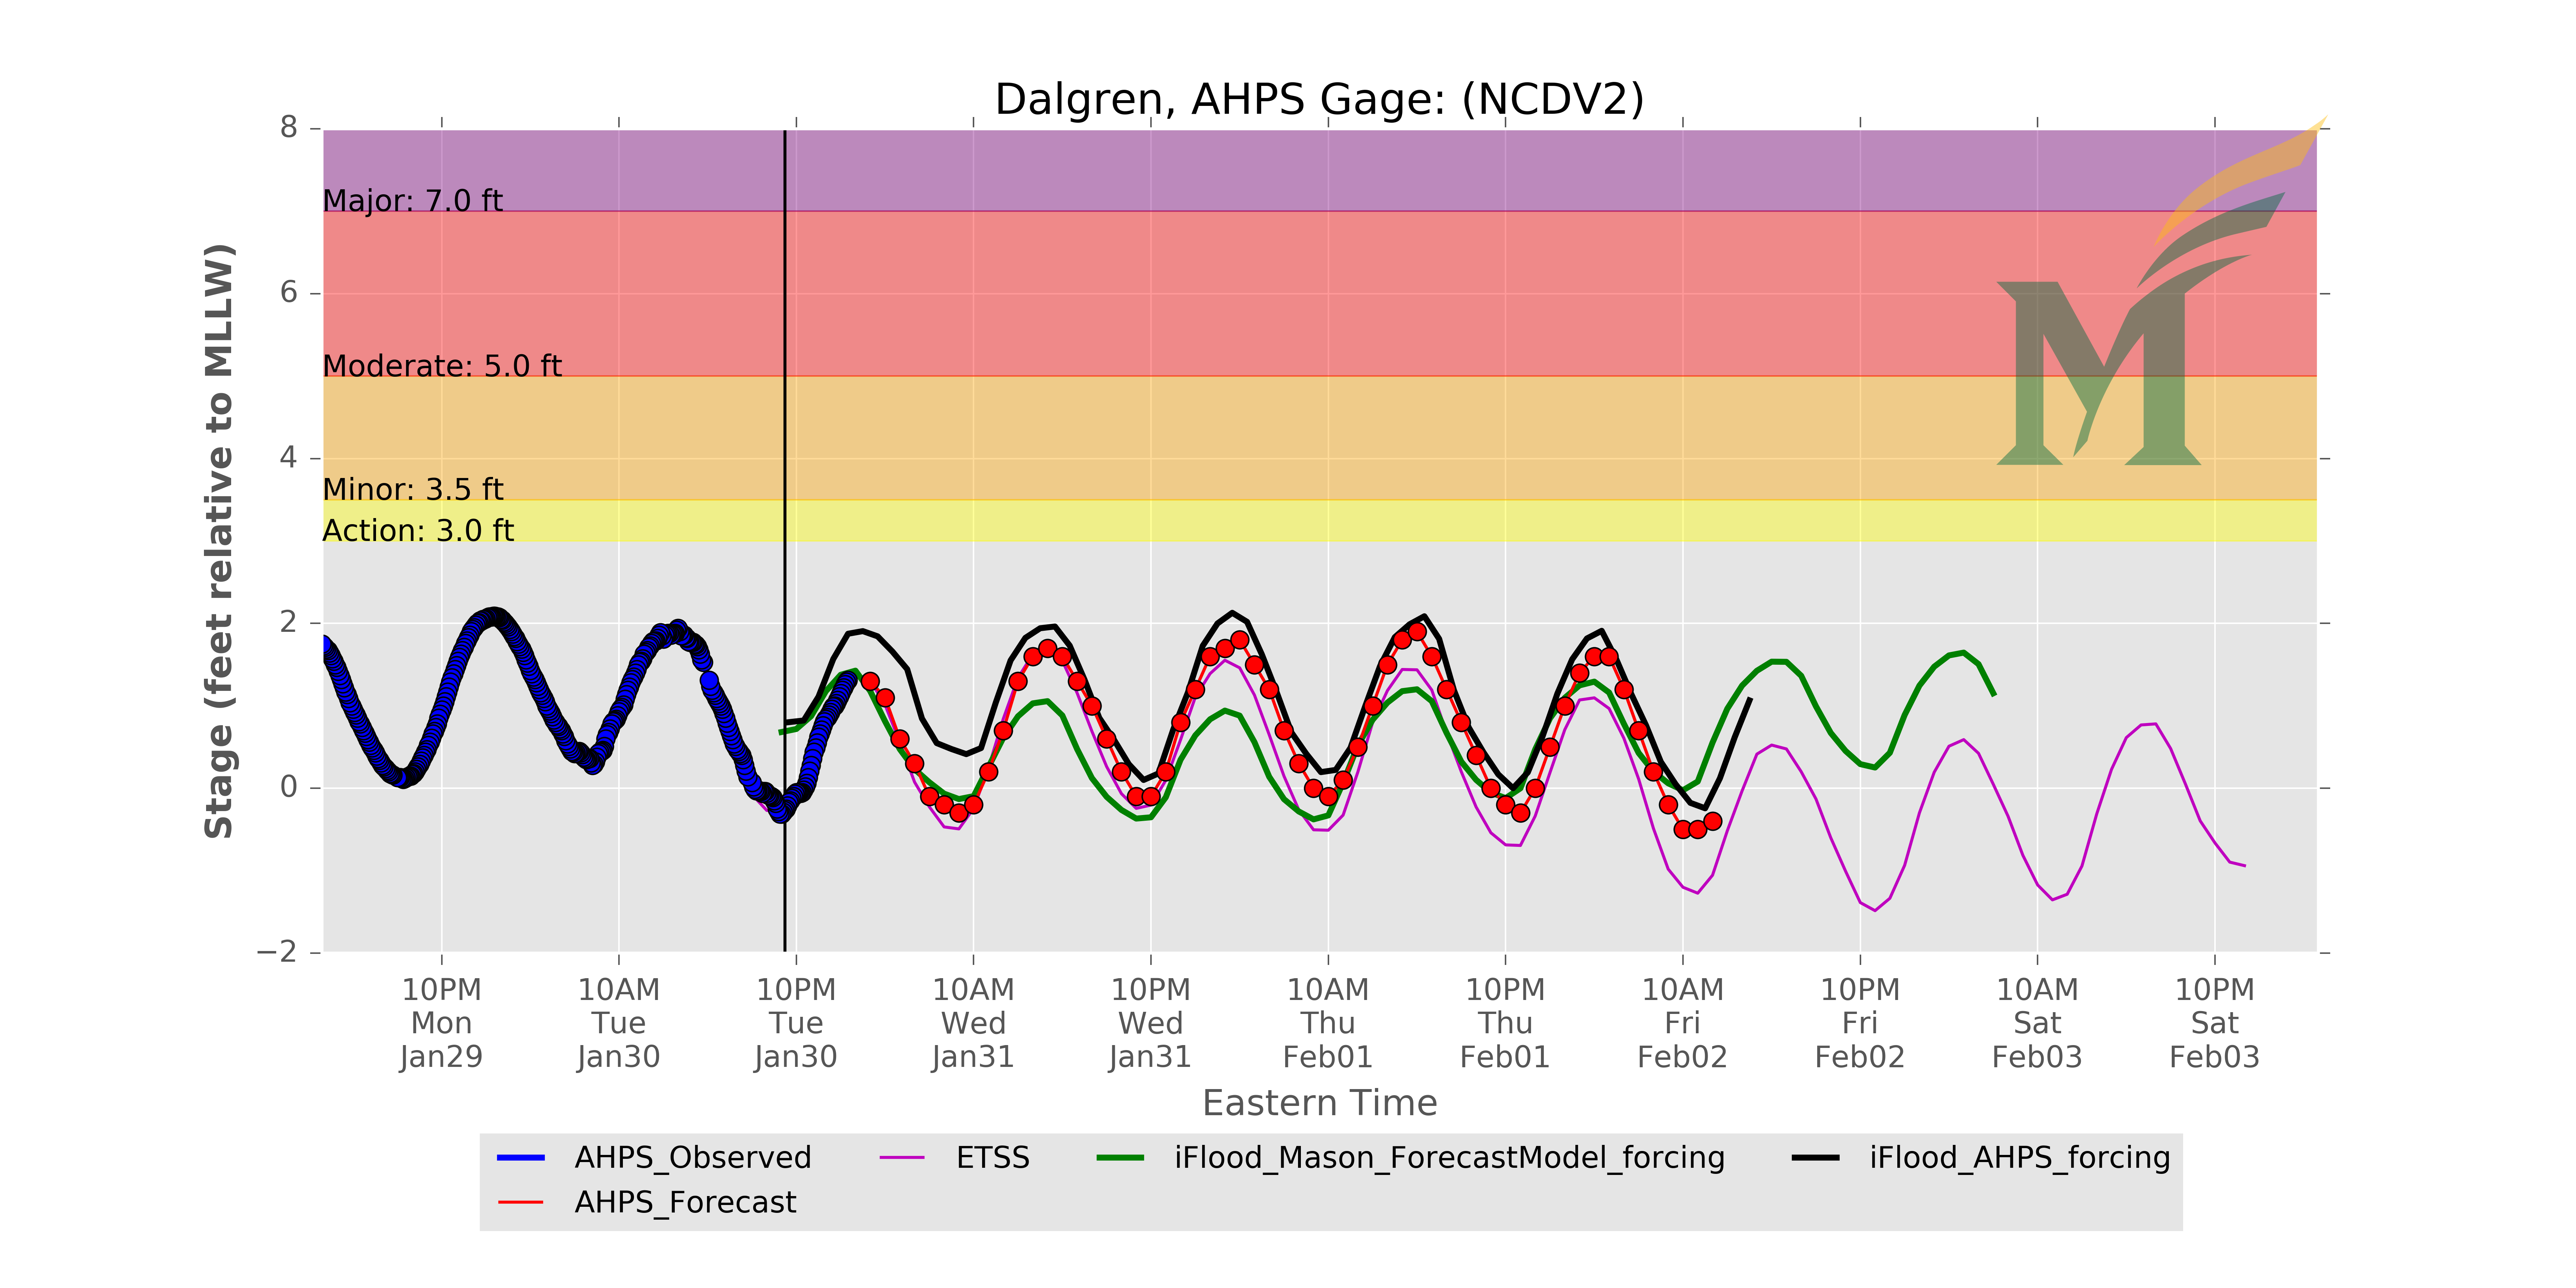 Dalgren, AHPS Gage: (NCDV2)
8
Major: 7.0 ft
6
Moderate: 5.0 ft
4
Minor: 3.5 ft
Action: 3.0 ft
2
0
−2
Stage (feet relative to MLLW)
10PM 10AM 10PM 10AM 10PM 10AM 10PM 10AM 10PM 10AM 10PM
Mon Tue Tue Wed Wed Thu Thu Fri Fri Sat Sat
Jan29 Jan30 Jan30 Jan31 Jan31 Feb01 Feb01 Feb02 Feb02 Feb03 Feb03
Eastern Time
AHPS_Observed ETSS iFlood_Mason_ForecastModel_forcing iFlood_AHPS_forcing
AHPS_Forecast